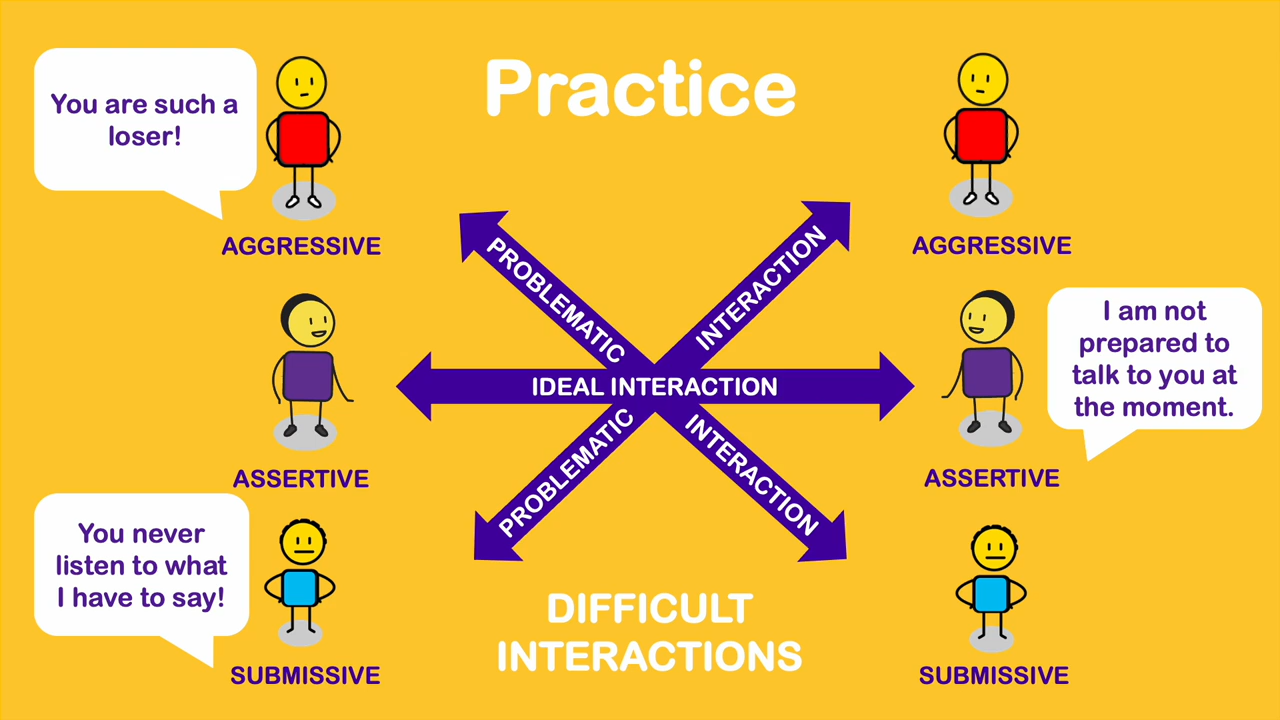 Practice
You are such a
loser!
AGGRESSIVE
AGGRESSIVE
PROBLEMATIC
INTERACTION
IDEAL INTERACTION
PROBLEMATIC
INTERACTION
ASSERTIVE
I am not
prepared to
talk to you at
the moment.
ASSERTIVE
You never
listen to what
I have to say!
SUBMISSIVE
DIFFICULT
INTERACTIONS
SUBMISSIVE